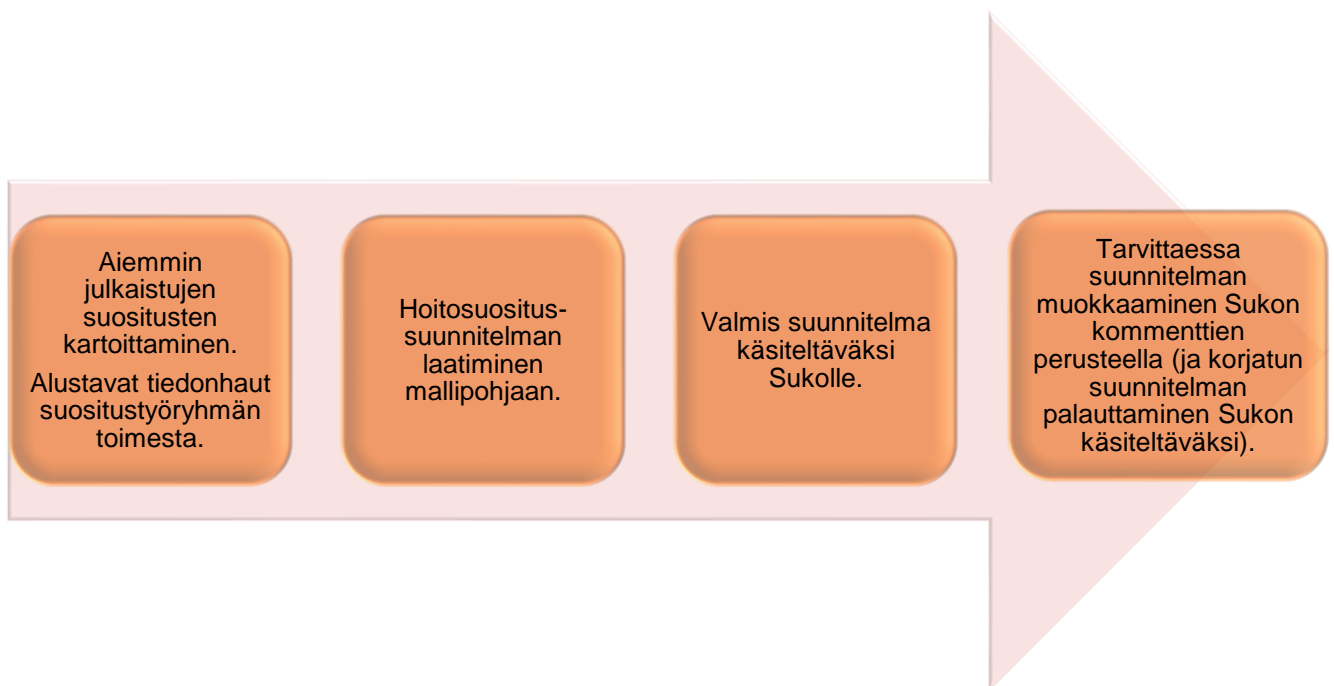 Aiemmin
julkaistujen
suositusten
kartoittaminen.
Alustavat tiedonhaut
suositustyöryhmän
toimesta.
Hoitosuositus-
suunnitelman
laatiminen
mallipohjaan.
Valmis suunnitelma
käsiteltäväksi
Sukolle.
Tarvittaessa
suunnitelman
muokkaaminen Sukon
kommenttien
perusteella (ja korjatun
suunnitelman
palauttaminen Sukon
käsiteltäväksi).